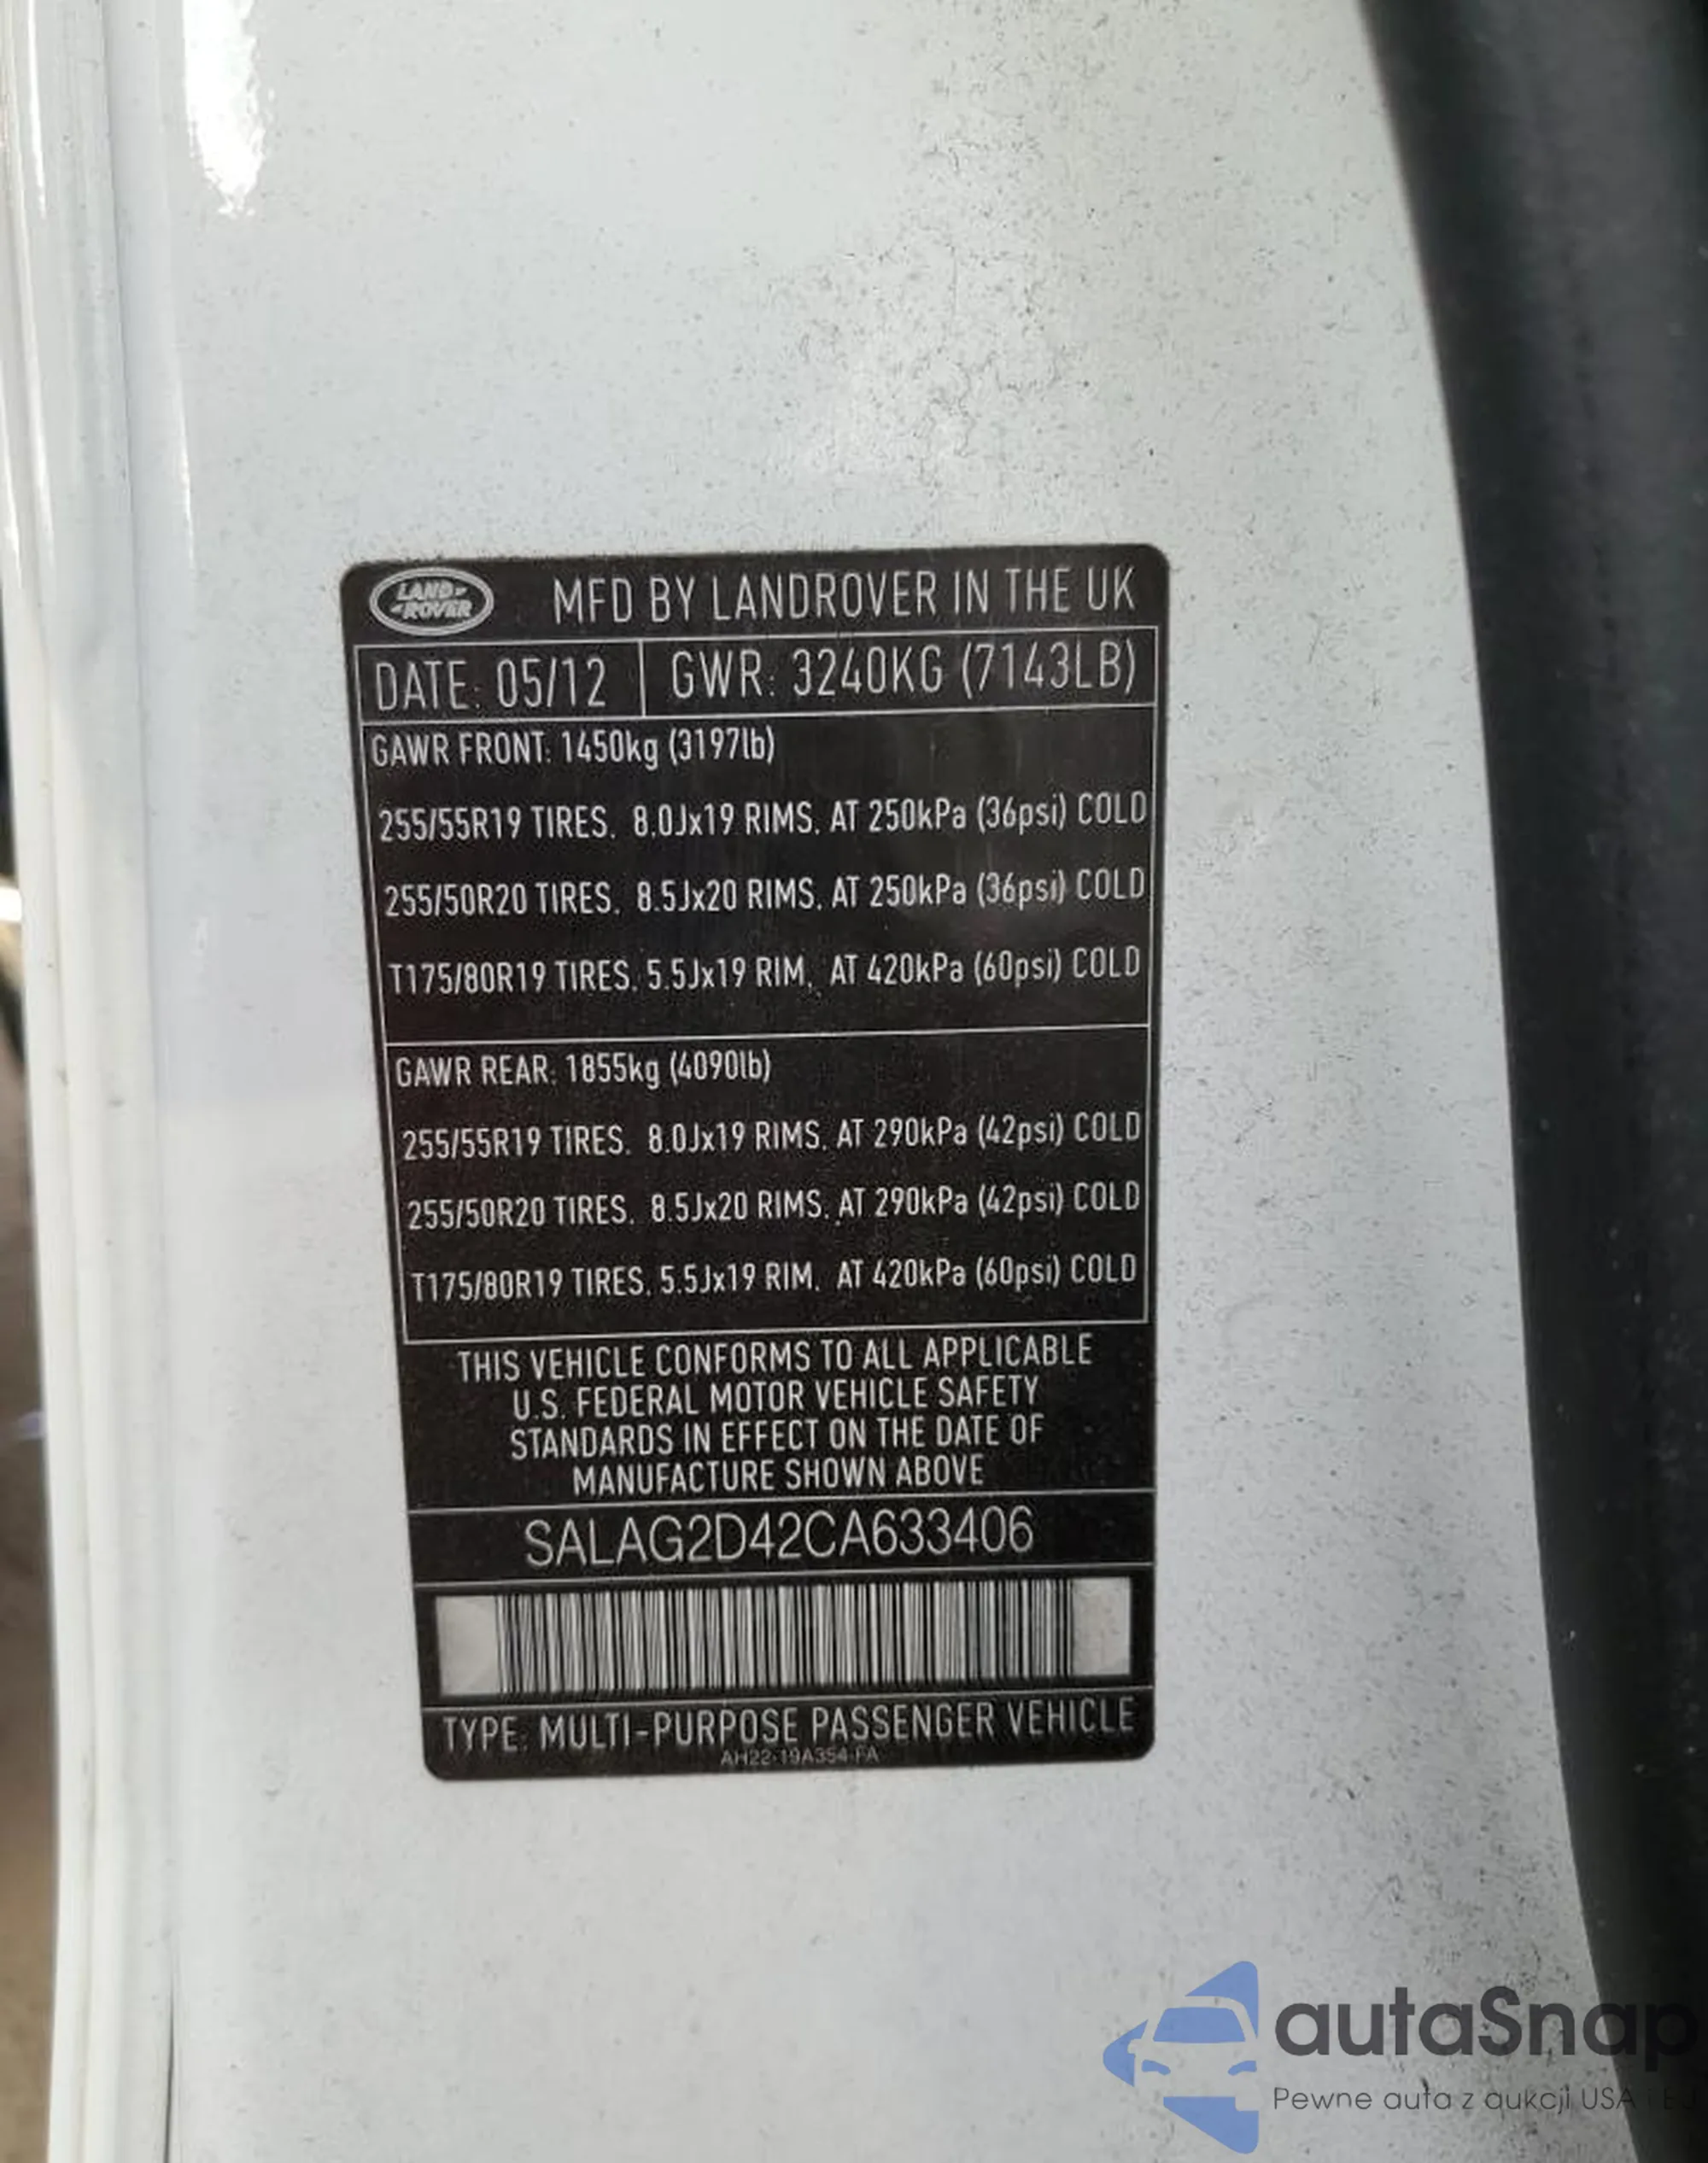 LAND-
-ROVER
MFD BY LANDROVER IN THE UK
DATE: 05/12 GWR: 3240KG (7143LB)
GAWR FRONT: 1450kg (3197lb)
255/55R19 TIRES. 8.0Jx19 RIMS. AT 250kPa (36psi) COLD
255/50R20 TIRES. 8.5Jx20 RIMS. AT 250kPa (36psi) COLD
T175/80R19 TIRES. 5.5Jx19 RIM. AT 420kPa (60psi) COLD
GAWR REAR: 1855kg (4090lb)
255/55R19 TIRES. 8.0Jx19 RIMS. AT 290kPa (42psi) COLD
255/50R20 TIRES. 8.5Jx20 RIMS. AT 290kPa (42psi) COLD
T175/80R19 TIRES. 5.5Jx19 RIM. AT 420kPa (60psi) COLD
THIS VEHICLE CONFORMS TO ALL APPLICABLE
U.S. FEDERAL MOTOR VEHICLE SAFETY
STANDARDS IN EFFECT ON THE DATE OF
MANUFACTURE SHOWN ABOVE
SALAG2D42CA633406
TYPE: MULTI-PURPOSE PASSENGER VEHICLE
AH22-19A354-FA
autaSnap
Pewne auta z aukcji USA i